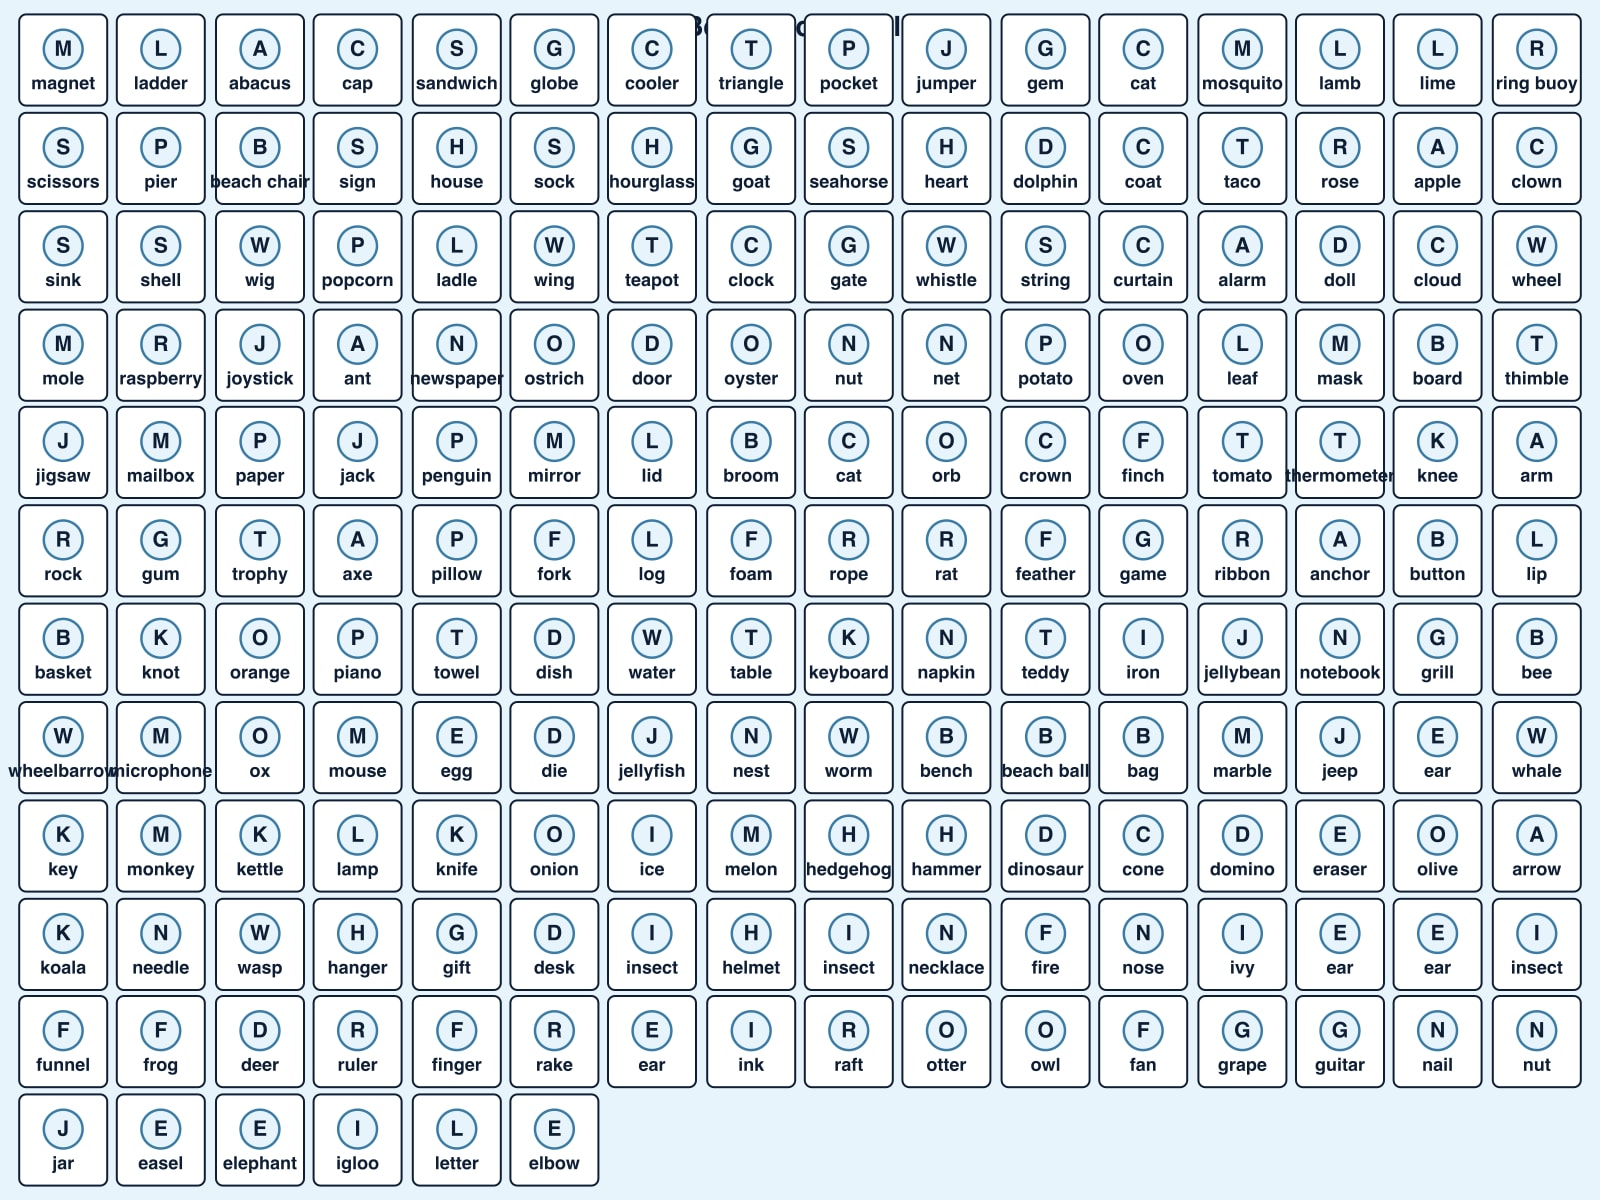 M L A C S G C T P J G C M L L R
magnet ladder abacus cap sandwich globe cooler triangle pocket jumper gem cat mosquito lamb lime ring buoy
S P B S H S H G S H D C T R A C
scissors pier beach chair sign house sock hourglass goat seahorse heart dolphin coat taco rose apple clown
S S W P L W T C G W S C A D C W
sink shell wig popcorn ladle wing teapot clock gate whistle string curtain alarm doll cloud wheel
M R J A N O D O N N P O L M B T
mole raspberry joystick ant newspaper ostrich door oyster nut net potato oven leaf mask board thimble
J M P J P M L B C O C F T T K A
jigsaw mailbox paper jack penguin mirror lid broom cat orb crown finch tomato thermometer knee arm
R G T A P F L F R R F G R A B L
rock gum trophy axe pillow fork log foam rope rat feather game ribbon anchor button lip
B K O P T D W T K N T I J N G B
basket knot orange piano towel dish water table keyboard napkin teddy iron jellybean notebook grill bee
W M O M E D J N W B B B M J E W
wheelbarrow microphone ox mouse egg die jellyfish nest worm bench beach ball bag marble jeep ear whale
K M K L K O I M H H D C D E O A
key monkey kettle lamp knife onion ice melon hedgehog hammer dinosaur cone domino eraser olive arrow
K N W H G D I H I N F N I E E I
koala needle wasp hanger gift desk insect helmet insect necklace fire nose ivy ear ear insect
F F D R F R E I R O O F G G N N
funnel frog deer ruler finger rake ear ink raft otter owl fan grape guitar nail nut
J E E I L E
jar easel elephant igloo letter elbow